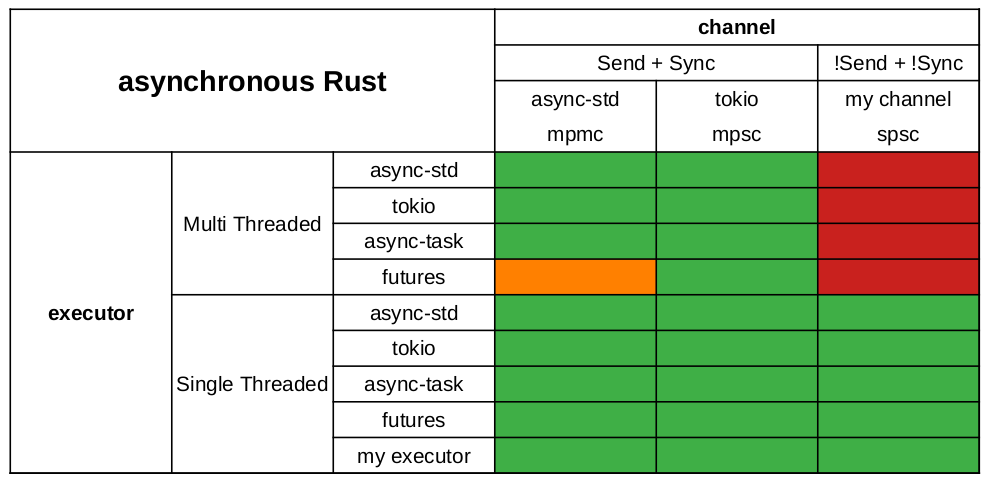 asynchronous Rust
channel
Send + Sync
!Send + !Sync
async-std
mpmc
tokio
mpsc
my channel
spsc
executor
Multi Threaded
async-std
tokio
async-task
futures
Single Threaded
async-std
tokio
async-task
futures
my executor